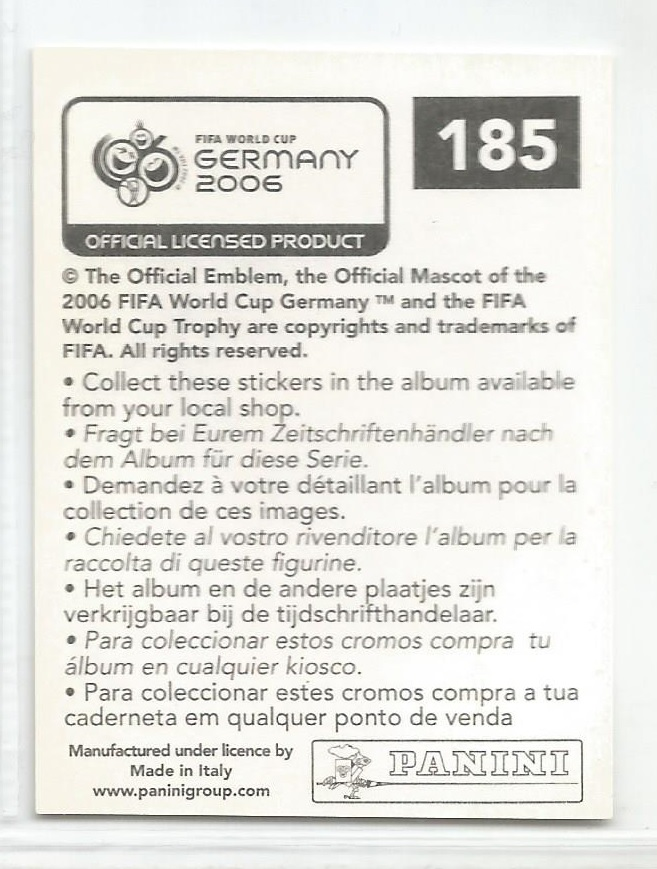 FIFA WORLD CUP
GERMANY
2006
OFFICIAL LICENSED PRODUCT
185
© The Official Emblem, the Official Mascot of the
2006 FIFA World Cup Germany ™ and the FIFA
World Cup Trophy are copyrights and trademarks of
FIFA. All rights reserved.
• Collect these stickers in the album available
from your local shop.
• Fragt bei Eurem Zeitschriftenhändler nach
dem Album für diese Serie.
• Demandez à votre détaillant l'album pour la
collection de ces images.
• Chiedete al vostro rivenditore l'album per la
raccolta di queste figurine.
• Het album en de andere plaatjes zijn
verkrijgbaar bij de tijdschrifthandelaar.
• Para coleccionar estos cromos compra tu
álbum en cualquier kiosco.
• Para coleccionar estes cromos compra a tua
caderneta em qualquer ponto de venda
Manufactured under licence by
Made in Italy
www.paninigroup.com
PANINI